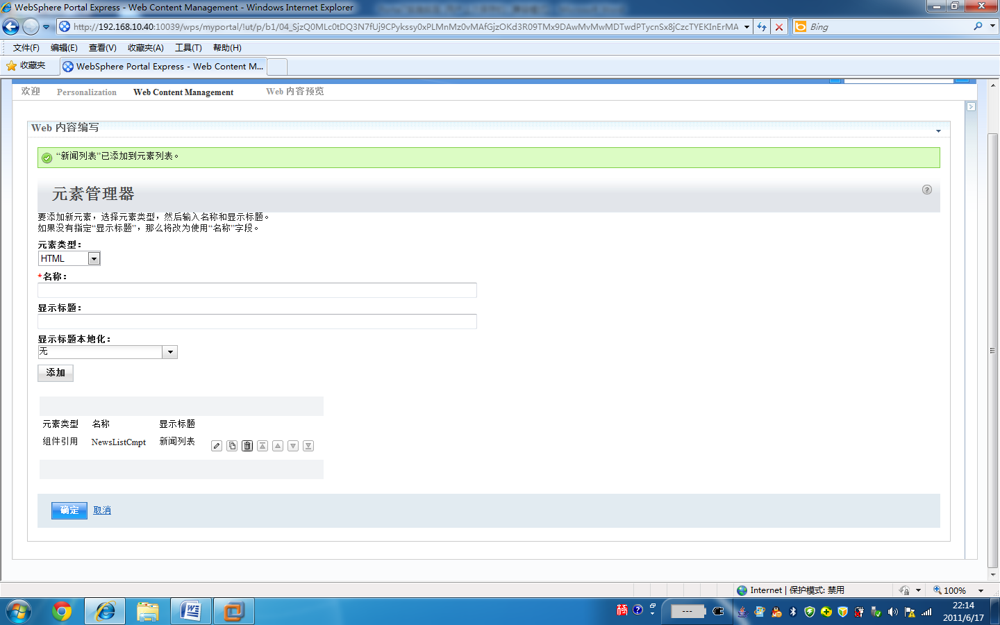 WebSphere Portal Express - Web Content Management - Windows Internet Explorer
http://192.168.10.40:10039/wps/myportal/!ut/p/b1/04_SjzQ0MLc0tDQ3N7fUj9CPykssy0xPLMnMz0vMAfGjzOKd3R09TMx9DAwMvMwMDTwdPTycnSx8jCzcTYEKInErMA
Bing
文件(F) 编辑(E) 查看(V) 收藏夹(A) 工具(T) 帮助(H)
收藏夹 WebSphere Portal Express - Web Content M...
欢迎 Personalization Web Content Management Web 内容预览
Web 内容编写
“新闻列表”已添加到元素列表。
元素管理器
?
要添加新元素，选择元素类型，然后输入名称和显示标题。
如果没有指定“显示标题”，那么将改为使用“名称”字段。
元素类型：
HTML
*名称：
显示标题：
显示标题本地化：
无
添加
元素类型 名称 显示标题
组件引用 NewsListCmpt 新闻列表
确定 取消
Internet | 保护模式: 禁用
100%
---
22:14
2011/6/17